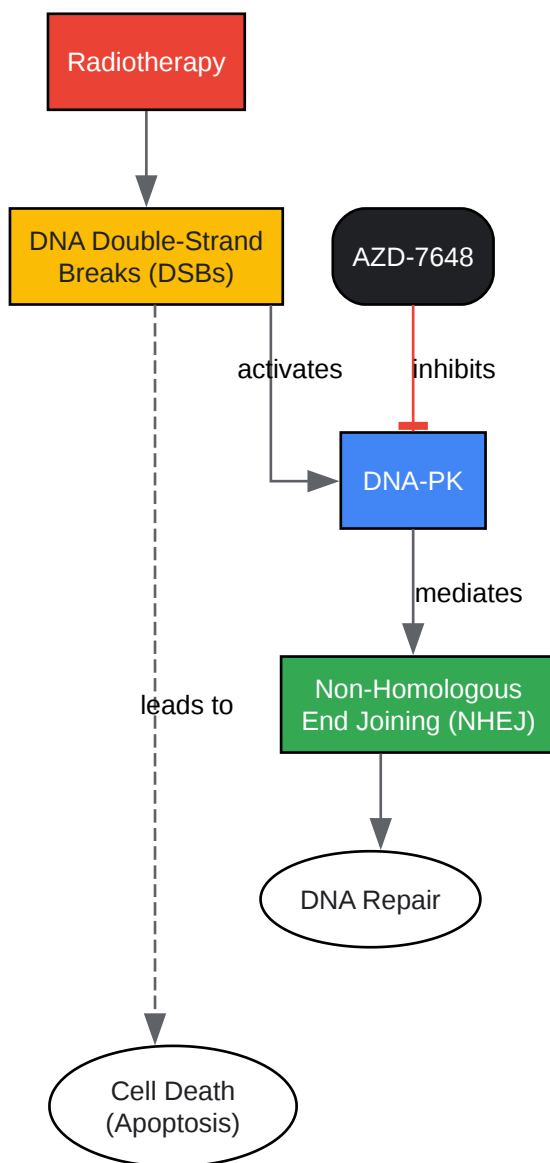 Radiotherapy
DNA Double-Strand
Breaks (DSBs)
AZD-7648
activates
inhibits
DNA-PK
mediates
Non-Homologous
End Joining (NHEJ)
leads to
DNA Repair
Cell Death
(Apoptosis)